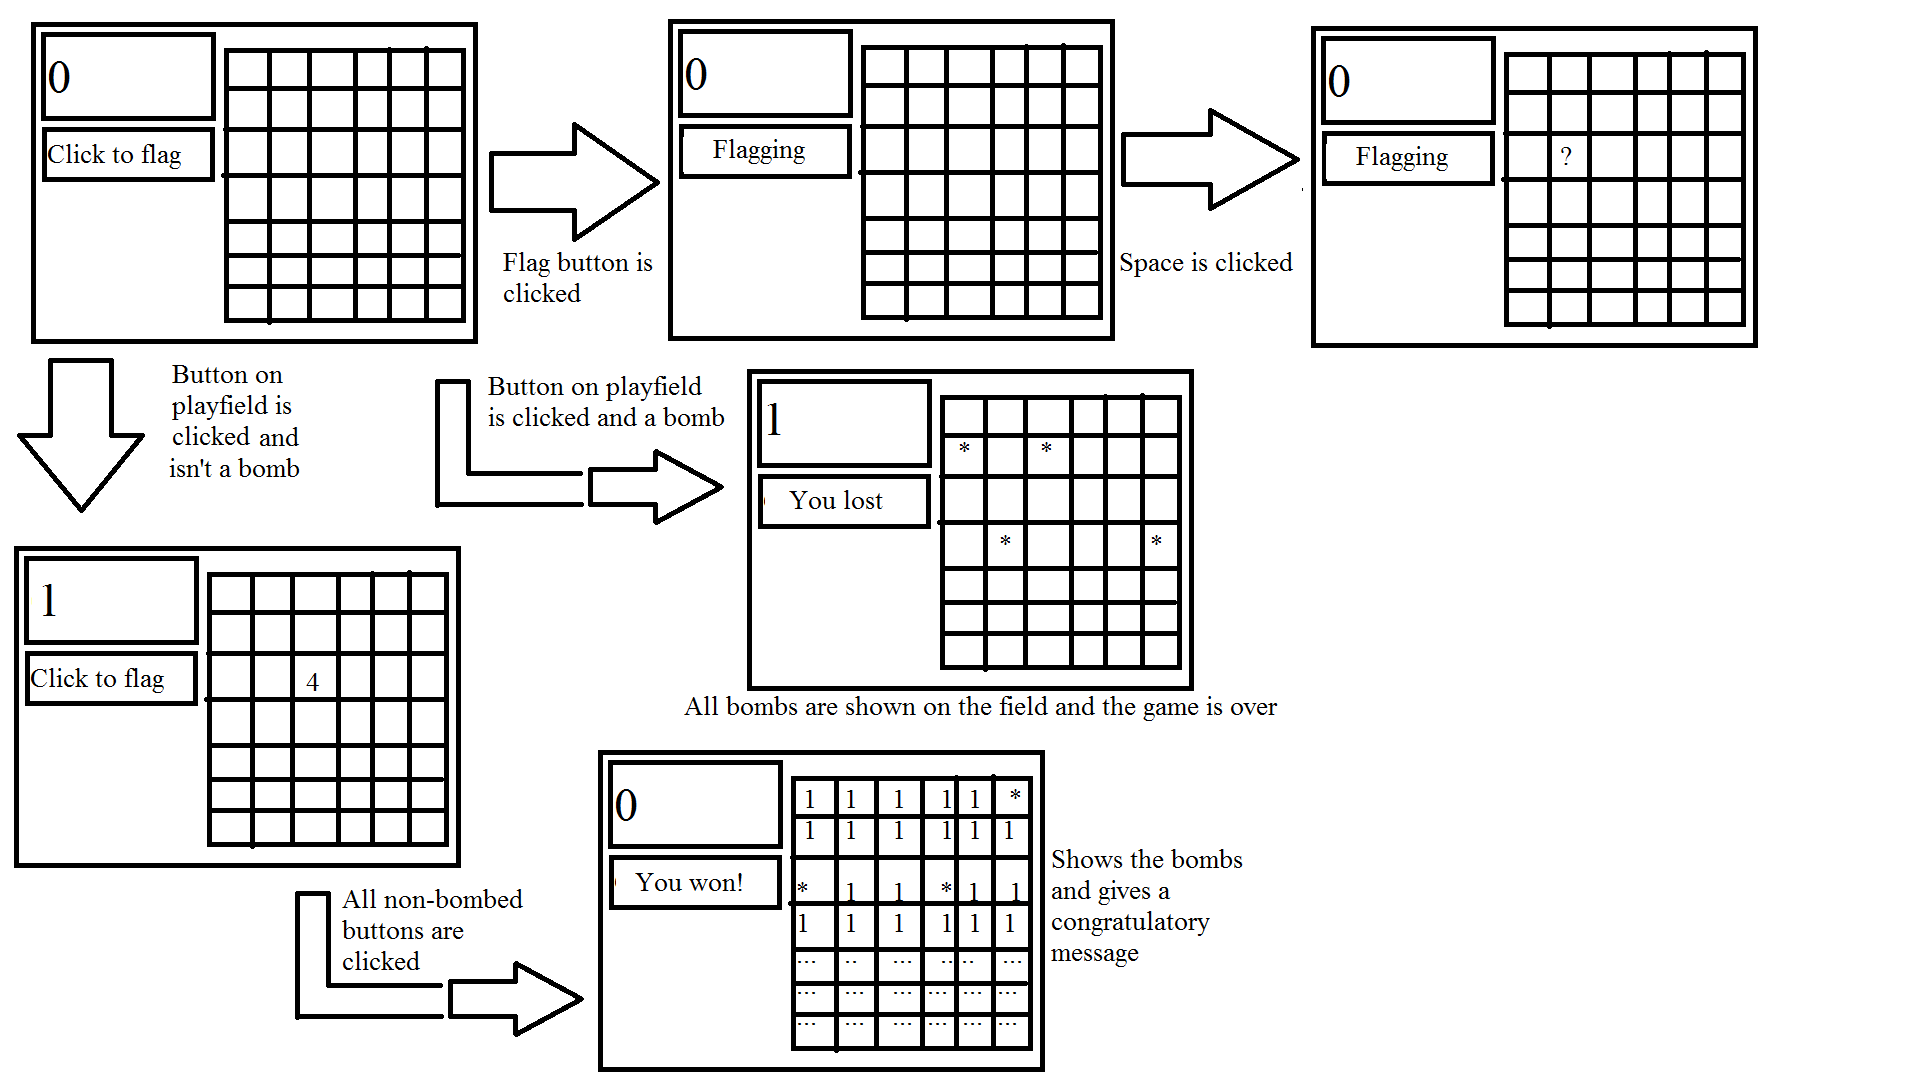 0
Click to flag
Flag button is
clicked
0
Flagging
Space is clicked
0
Flagging
?
Button on
playfield is
clicked and
isn't a bomb
Button on playfield
is clicked and a bomb
1
You lost
* *
* *
All bombs are shown on the field and the game is over
1
Click to flag
4
All non-bombed
buttons are
clicked
0
You won!
1 1 1 1 1 *
1 1 1 1 1 1
* 1 1 * 1 1
1 1 1 1 1 1
... .. ... .. .. ...
... ... ... ... ... ...
... ... ... ... ... ...
Shows the bombs
and gives a
congratulatory
message